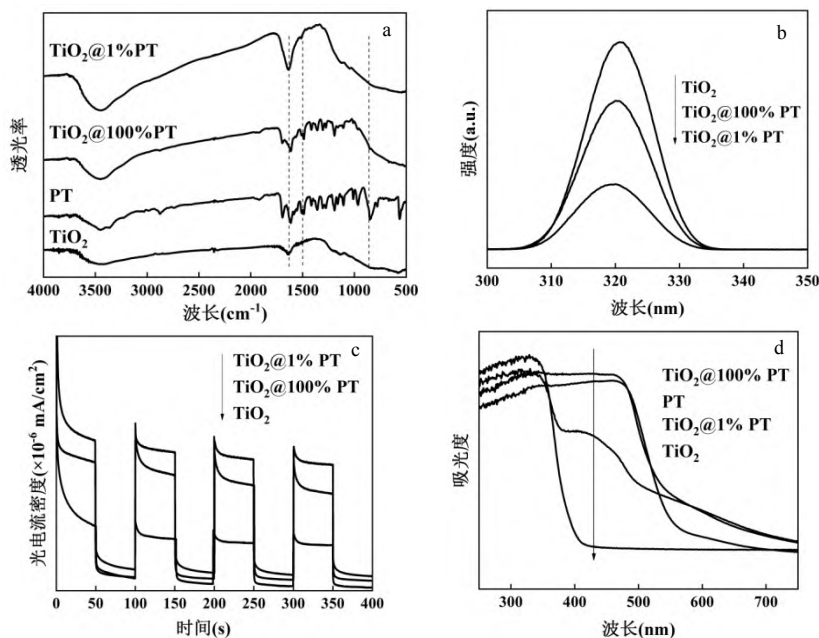 a
TiO₂@1%PT
TiO₂@100%PT
PT
TiO₂
透光率
4000 3500 3000 2500 2000 1500 1000 500
波长(cm⁻¹)
b
TiO₂
TiO₂@100% PT
TiO₂@1% PT
强度(a.u.)
300 310 320 330 340 350
波长(nm)
c
TiO₂@1% PT
TiO₂@100% PT
TiO₂
光电流密度(×10⁻⁶ mA/cm²)
0 50 100 150 200 250 300 350 400
时间(s)
d
TiO₂@100% PT
PT
TiO₂@1% PT
TiO₂
吸光度
300 400 500 600 700
波长(nm)